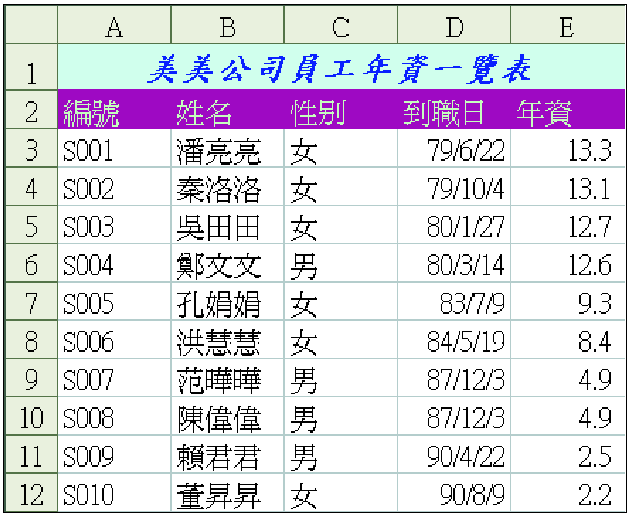 A B C D E
1 美美公司員工年資一覽表
2 編號 姓名 性別 到職日 年資
3 S001 潘亮亮 女 79/6/22 13.3
4 S002 秦洛洛 女 79/10/4 13.1
5 S003 吳田田 女 80/1/27 12.7
6 S004 鄭文文 男 80/3/14 12.6
7 S005 孔娟娟 女 83/7/9 9.3
8 S006 洪慧慧 女 84/5/19 8.4
9 S007 范曄曄 男 87/12/3 4.9
10 S008 陳偉偉 男 87/12/3 4.9
11 S009 賴君君 男 90/4/22 2.5
12 S010 董昇昇 女 90/8/9 2.2